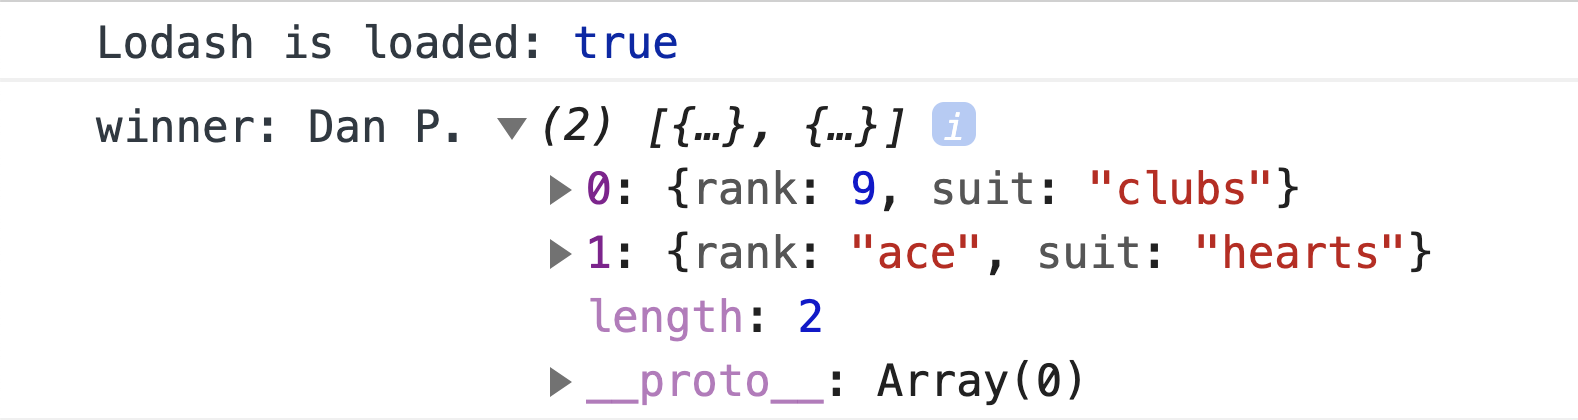 Lodash is loaded: true
winner: Dan P. ▼ (2) [{…}, {…}] i
▶ 0: {rank: 9, suit: "clubs"}
▶ 1: {rank: "ace", suit: "hearts"}
length: 2
▶ __proto__: Array(0)